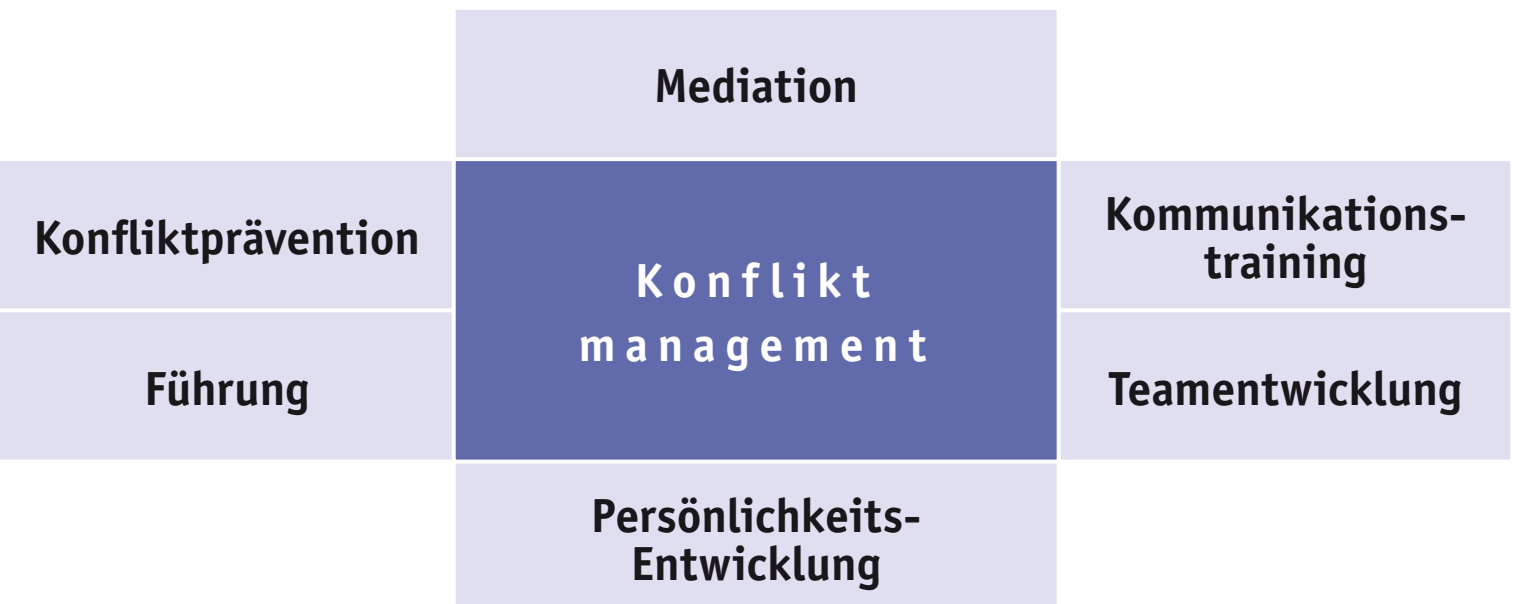 Mediation
Konfliktprävention
Kommunikations-
training
Konflikt
management
Führung
Teamentwicklung
Persönlichkeits-
Entwicklung